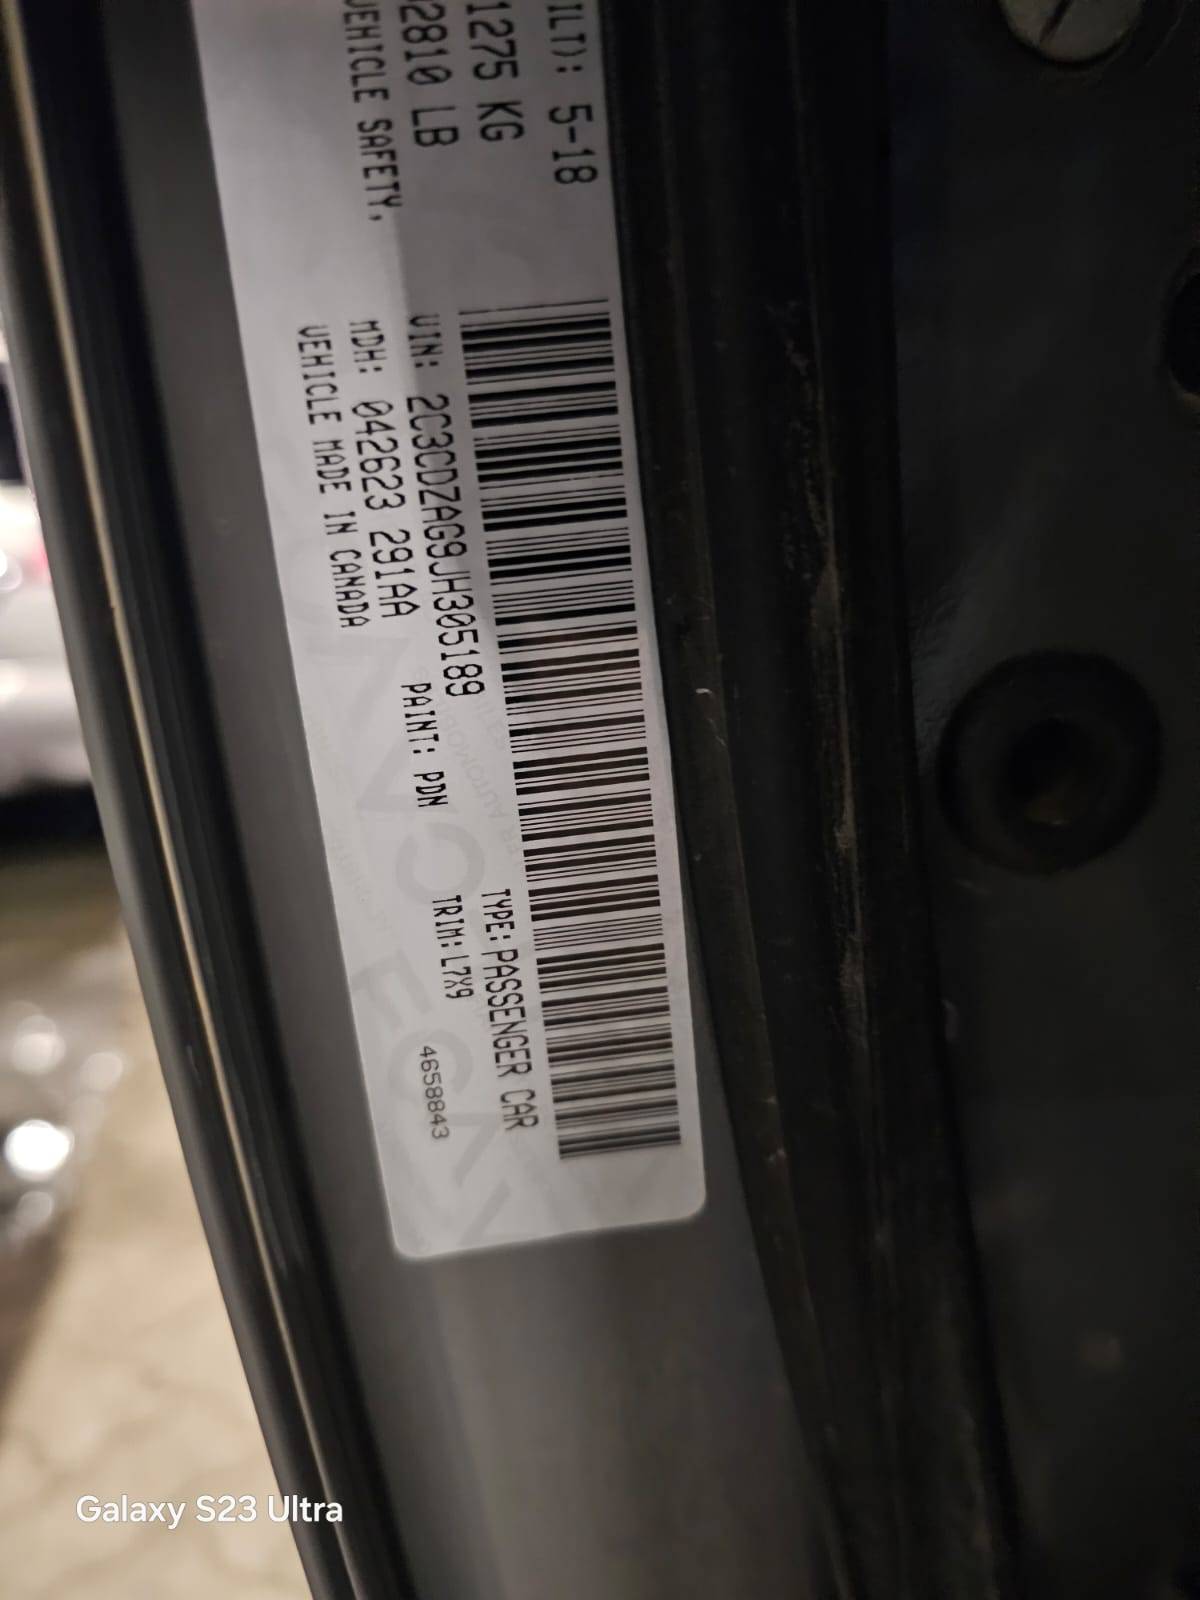 ILT): 5-18
1275 KG
2810 LB
VEHICLE SAFETY,
VIN: 2C3CDZAG9JH305189
TYPE: PASSENGER CAR
MDH: 042623 291AA
PAINT: PDN
TRIM: L7X9
VEHICLE MADE IN CANADA
4658843
Galaxy S23 Ultra